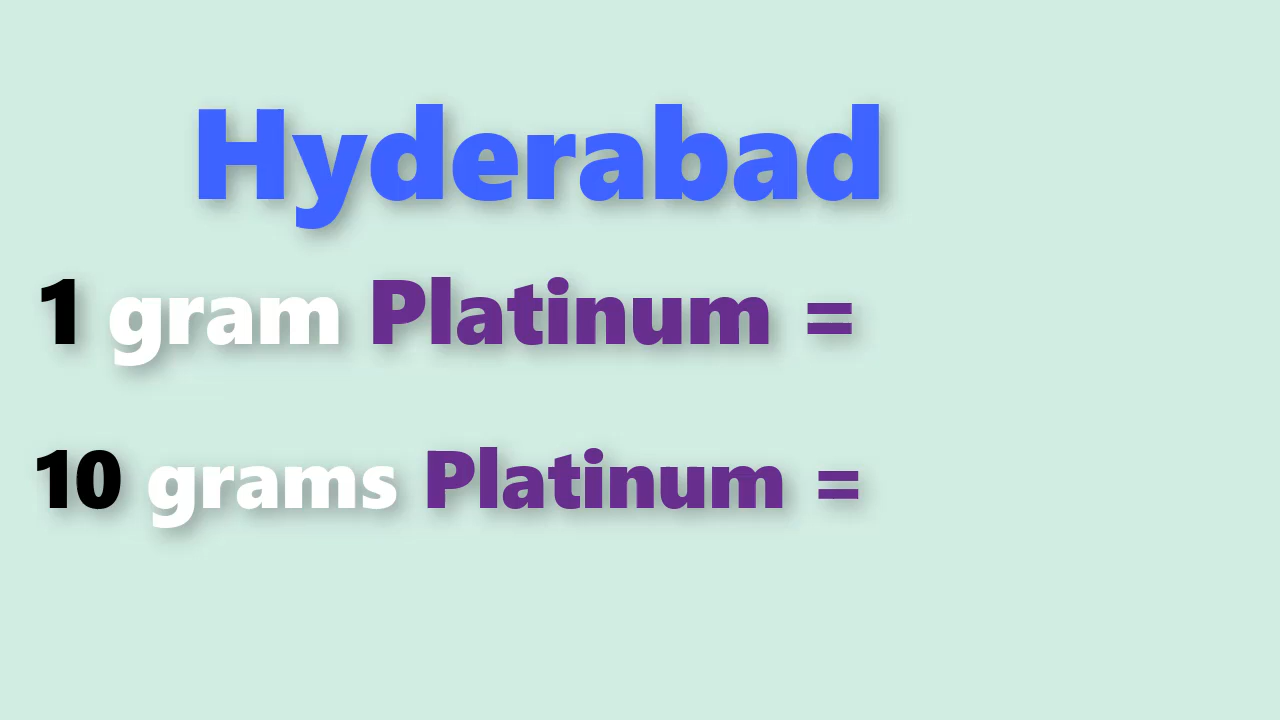 Hyderabad
1 gram Platinum =
10 grams Platinum =